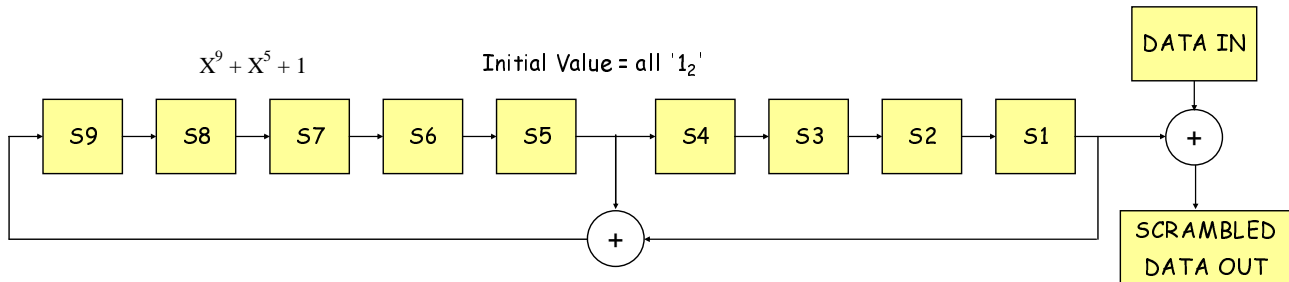 X⁹ + X⁵ + 1
Initial Value = all '1₂'
DATA IN
S9
S8
S7
S6
S5
S4
S3
S2
S1
+
+
SCRAMBLED
DATA OUT